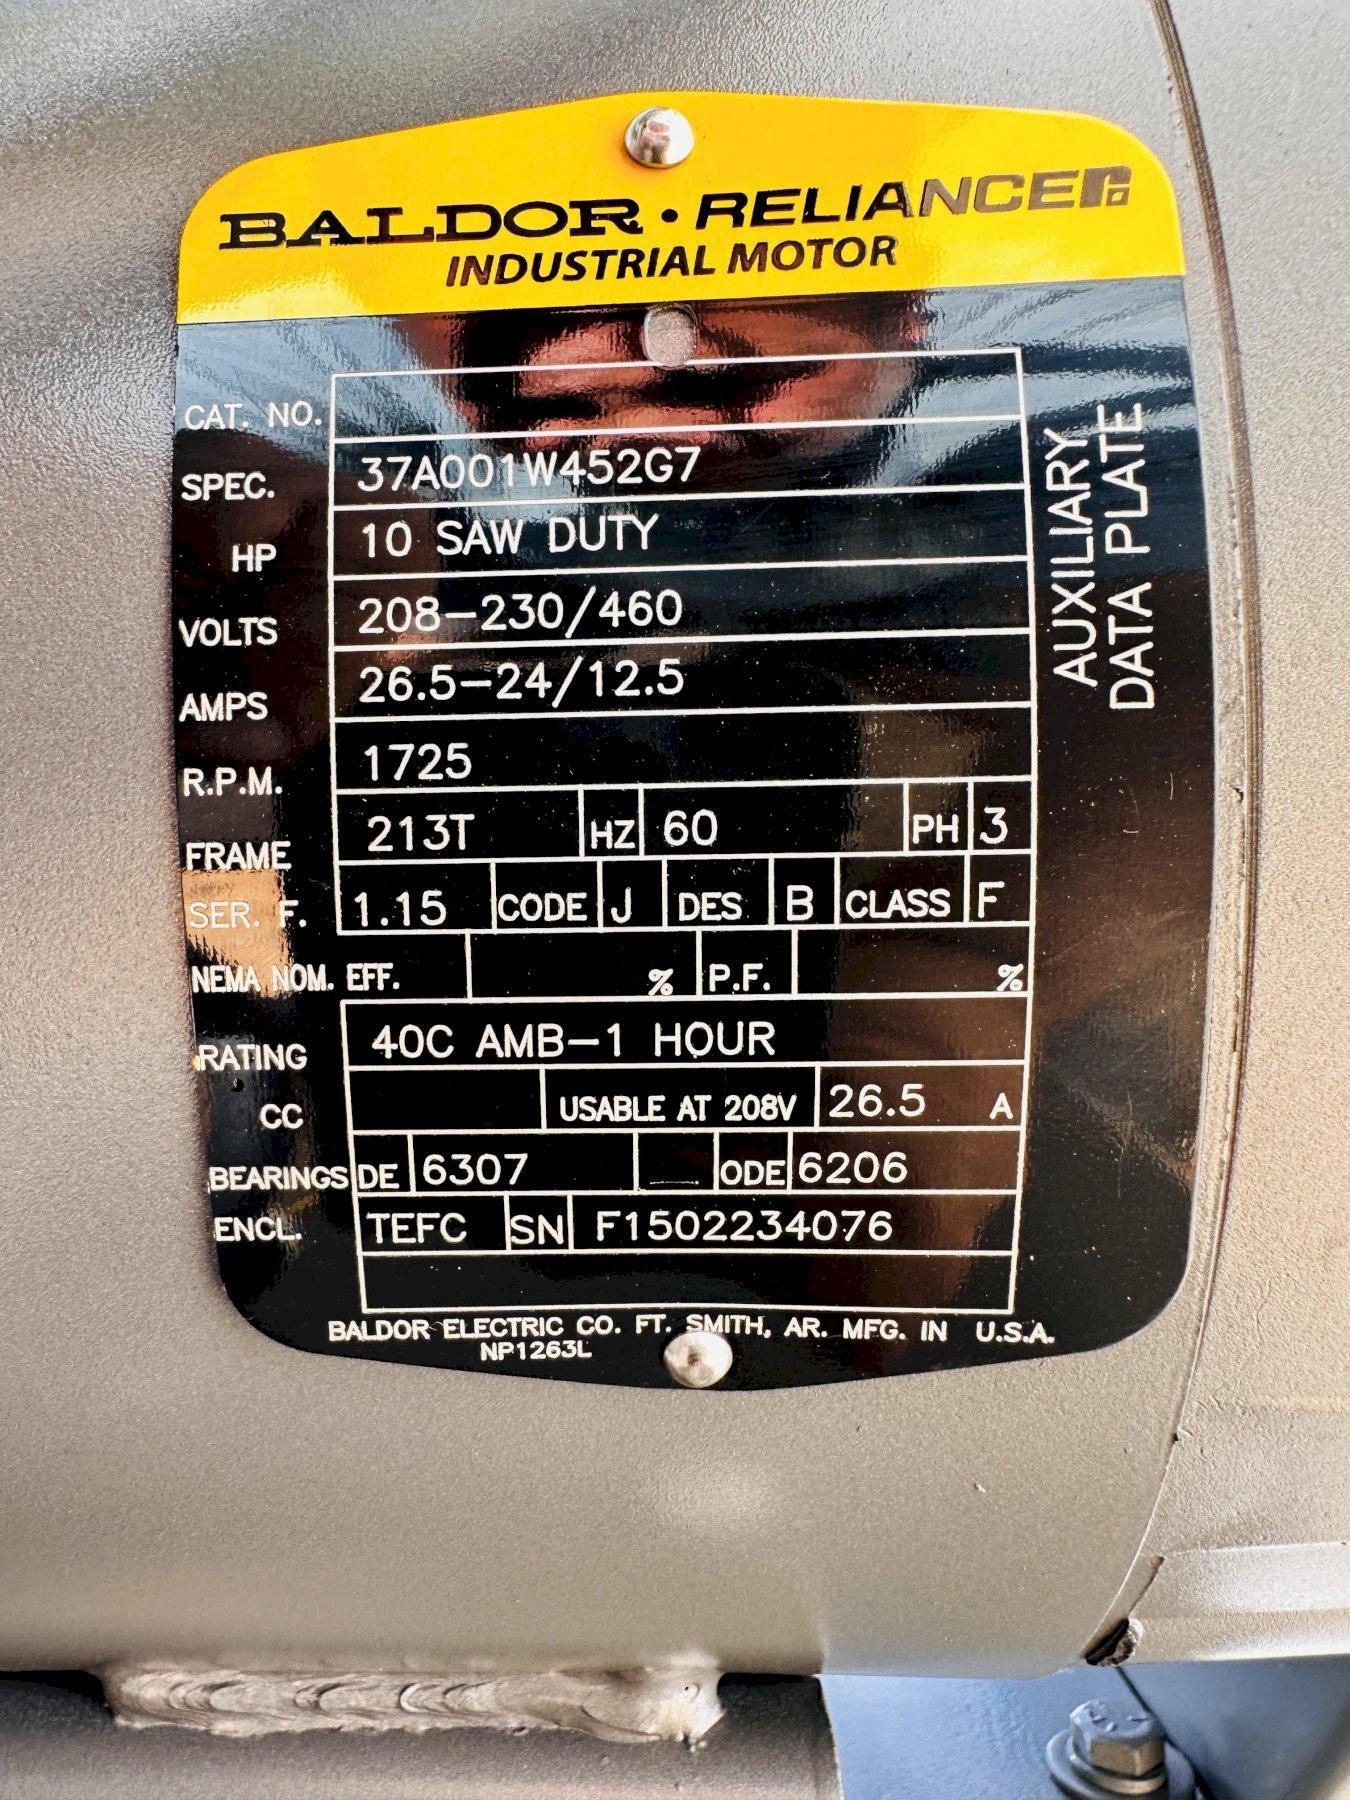 BALDOR • RELIANCE
INDUSTRIAL MOTOR
CAT. NO.
SPEC. 37A001W452G7
HP 10 SAW DUTY
VOLTS 208-230/460
AMPS 26.5-24/12.5
R.P.M. 1725
FRAME 213T HZ 60 PH 3
SER. F. 1.15 CODE J DES B CLASS F
NEMA NOM. EFF. % P.F. %
RATING 40C AMB-1 HOUR
CC USABLE AT 208V 26.5 A
BEARINGS DE 6307 ODE 6206
ENCL. TEFC SN F1502234076
BALDOR ELECTRIC CO. FT. SMITH, AR. MFG. IN U.S.A.
NP1263L
AUXILIARY
DATA PLATE